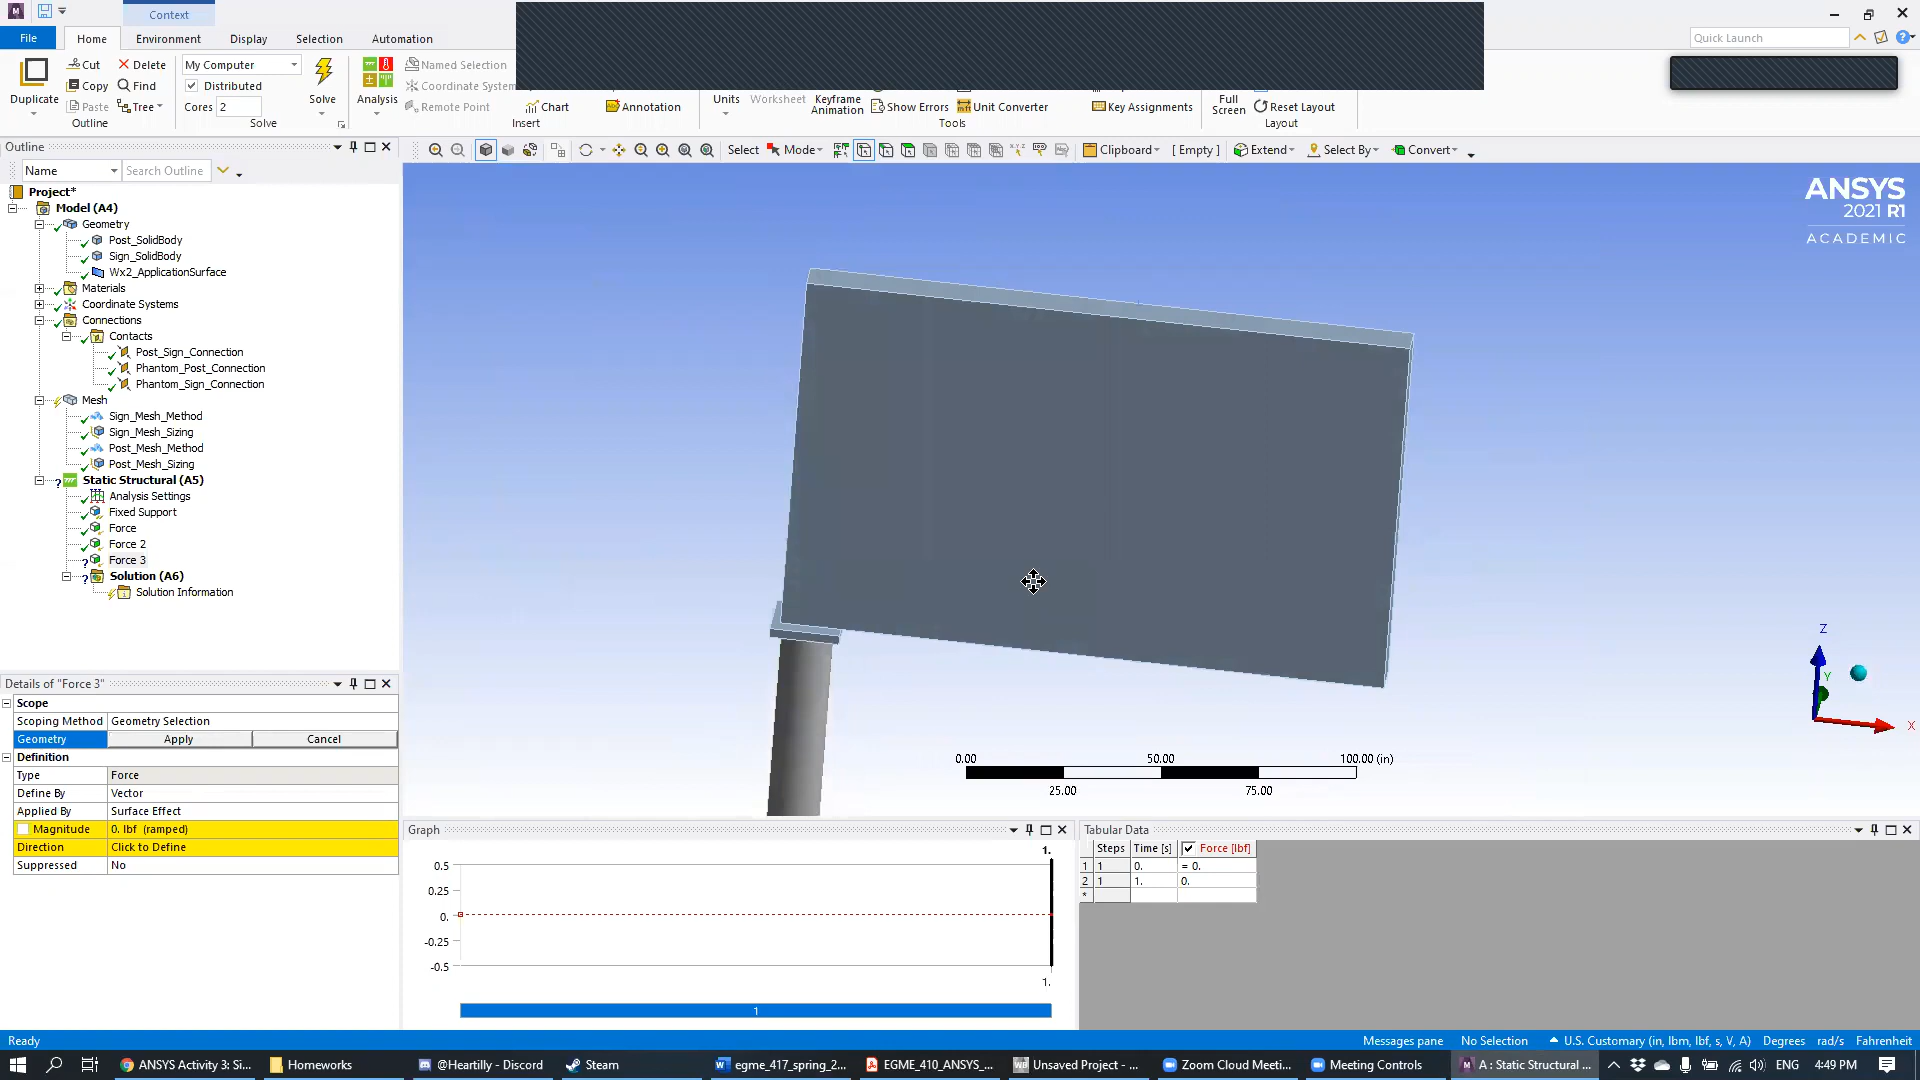 Context
File Home Environment Display Selection Automation Quick Launch
Cut Delete My Computer Named Selection
Copy Find Distributed Coordinate System
Duplicate Paste Tree Cores 2 Solve Analysis Remote Point Chart Annotation Units Worksheet Keyframe Animation Show Errors Unit Converter Key Assignments Full Screen Reset Layout
Outline Solve Insert Tools Layout
Outline Select Mode Clipboard [ Empty ] Extend Select By Convert
Name Search Outline
Project*
Model (A4)
Geometry
Post_SolidBody
Sign_SolidBody
Wx2_ApplicationSurface
Materials
Coordinate Systems
Connections
Contacts
Post_Sign_Connection
Phantom_Post_Connection
Phantom_Sign_Connection
Mesh
Sign_Mesh_Method
Sign_Mesh_Sizing
Post_Mesh_Method
Post_Mesh_Sizing
Static Structural (A5)
Analysis Settings
Fixed Support
Force
Force 2
Force 3
Solution (A6)
Solution Information
ANSYS
2021 R1
ACADEMIC
Z
Y
X
0.00 50.00 100.00 (in)
25.00 75.00
Details of "Force 3"
Scope
Scoping Method Geometry Selection
Geometry Apply Cancel
Definition
Type Force
Define By Vector
Applied By Surface Effect
Magnitude 0. lbf (ramped)
Direction Click to Define
Suppressed No
Graph
1.
0.5
0.25
0.
-0.25
-0.5
1.
1
Tabular Data
Steps Time [s] Force [lbf]
1 1 0. = 0.
2 1 1. 0.
*
Ready Messages pane No Selection U.S. Customary (in, lbm, lbf, s, V, A) Degrees rad/s Fahrenheit
ANSYS Activity 3: Si... Homeworks @Heartilly - Discord Steam egme_417_spring_2... EGME_410_ANSYS_... Unsaved Project - ... Zoom Cloud Meeti... Meeting Controls A : Static Structural ... ENG 4:49 PM